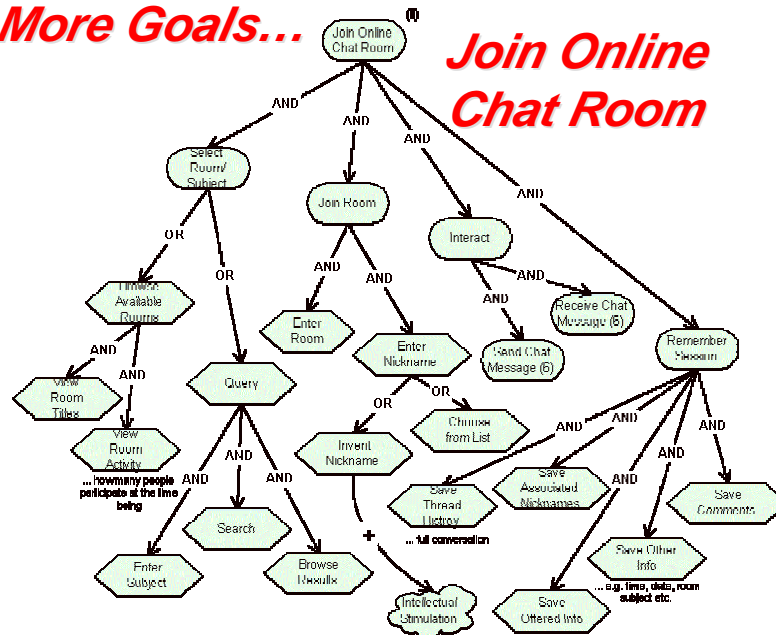 More Goals...
Join Online
Chat Room
Join Online
Chat Room
AND
AND
AND
AND
Select
Room/
Subject
Join Room
Interact
OR
OR
AND
AND
AND
AND
Browse
Available
Rooms
Enter
Room
Enter
Nickname
Receive Chat
Message (6)
Send Chat
Message (6)
Remember
Session
AND
AND
View
Room
Titles
View
Room
Activity
... how many people
participate at the time
being
Query
OR
OR
Invent
Nickname
Choose
from List
AND
AND
AND
AND
AND
AND
AND
AND
Enter
Subject
Search
Browse
Results
+
Intellectual
Stimulation
Save
Thread
Histroy
... full conversation
Save
Associated
Nicknames
Save
Offered Info
Save Other
Info
... e.g. time, date, room
subject etc.
Save
Comments